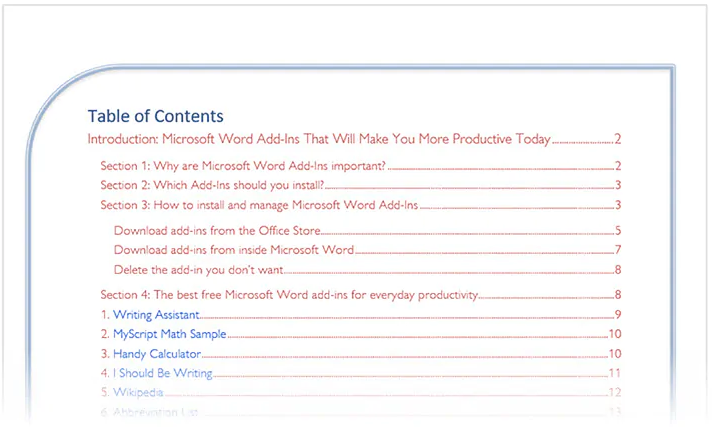 Table of Contents
Introduction: Microsoft Word Add-Ins That Will Make You More Productive Today..............................2
Section 1: Why are Microsoft Word Add-Ins important?..............................2
Section 2: Which Add-Ins should you install?..............................3
Section 3: How to install and manage Microsoft Word Add-Ins..............................3
Download add-ins from the Office Store..............................5
Download add-ins from inside Microsoft Word..............................7
Delete the add-in you don't want..............................8
Section 4: The best free Microsoft Word add-ins for everyday productivity..............................8
1. Writing Assistant..............................9
2. MyScript Math Sample..............................10
3. Handy Calculator..............................10
4. I Should Be Writing..............................11
5. Wikipedia..............................12
6. Abbreviation List..............................13